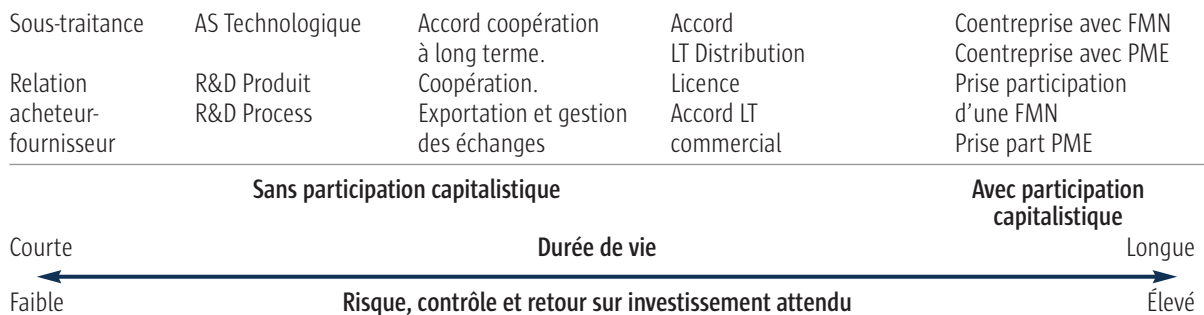 Sous-traitance AS Technologique Accord coopération Accord Coentreprise avec FMN
à long terme. LT Distribution Coentreprise avec PME
Relation R&D Produit Coopération. Licence Prise participation
acheteur- R&D Process Exportation et gestion Accord LT d'une FMN
fournisseur des échanges commercial Prise part PME
Sans participation capitalistique Avec participation
capitalistique
Courte Durée de vie Longue
Faible Risque, contrôle et retour sur investissement attendu Élevé